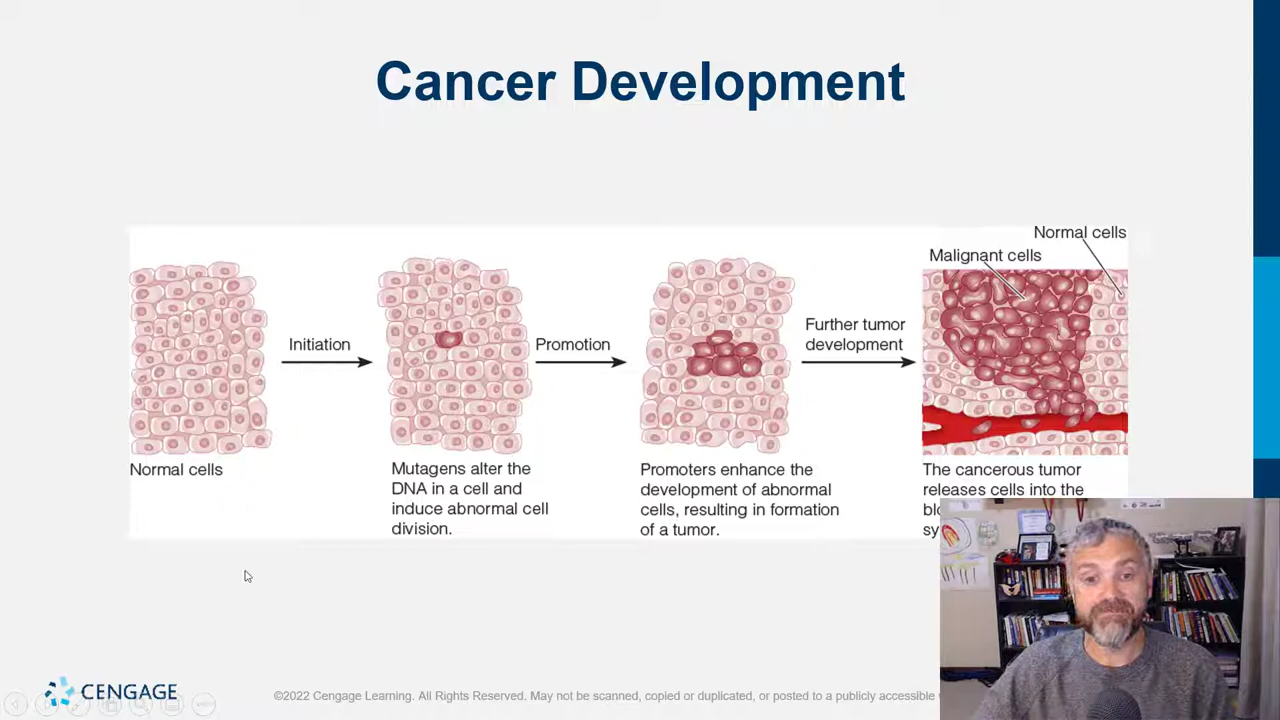 Cancer Development
Normal cells
Malignant cells
Initiation
Promotion
Further tumor
development
Normal cells
Mutagens alter the
DNA in a cell and
induce abnormal cell
division.
Promoters enhance the
development of abnormal
cells, resulting in formation
of a tumor.
The cancerous tumor
releases cells into the
CENGAGE
©2022 Cengage Learning. All Rights Reserved. May not be scanned, copied or duplicated, or posted to a publicly accessible